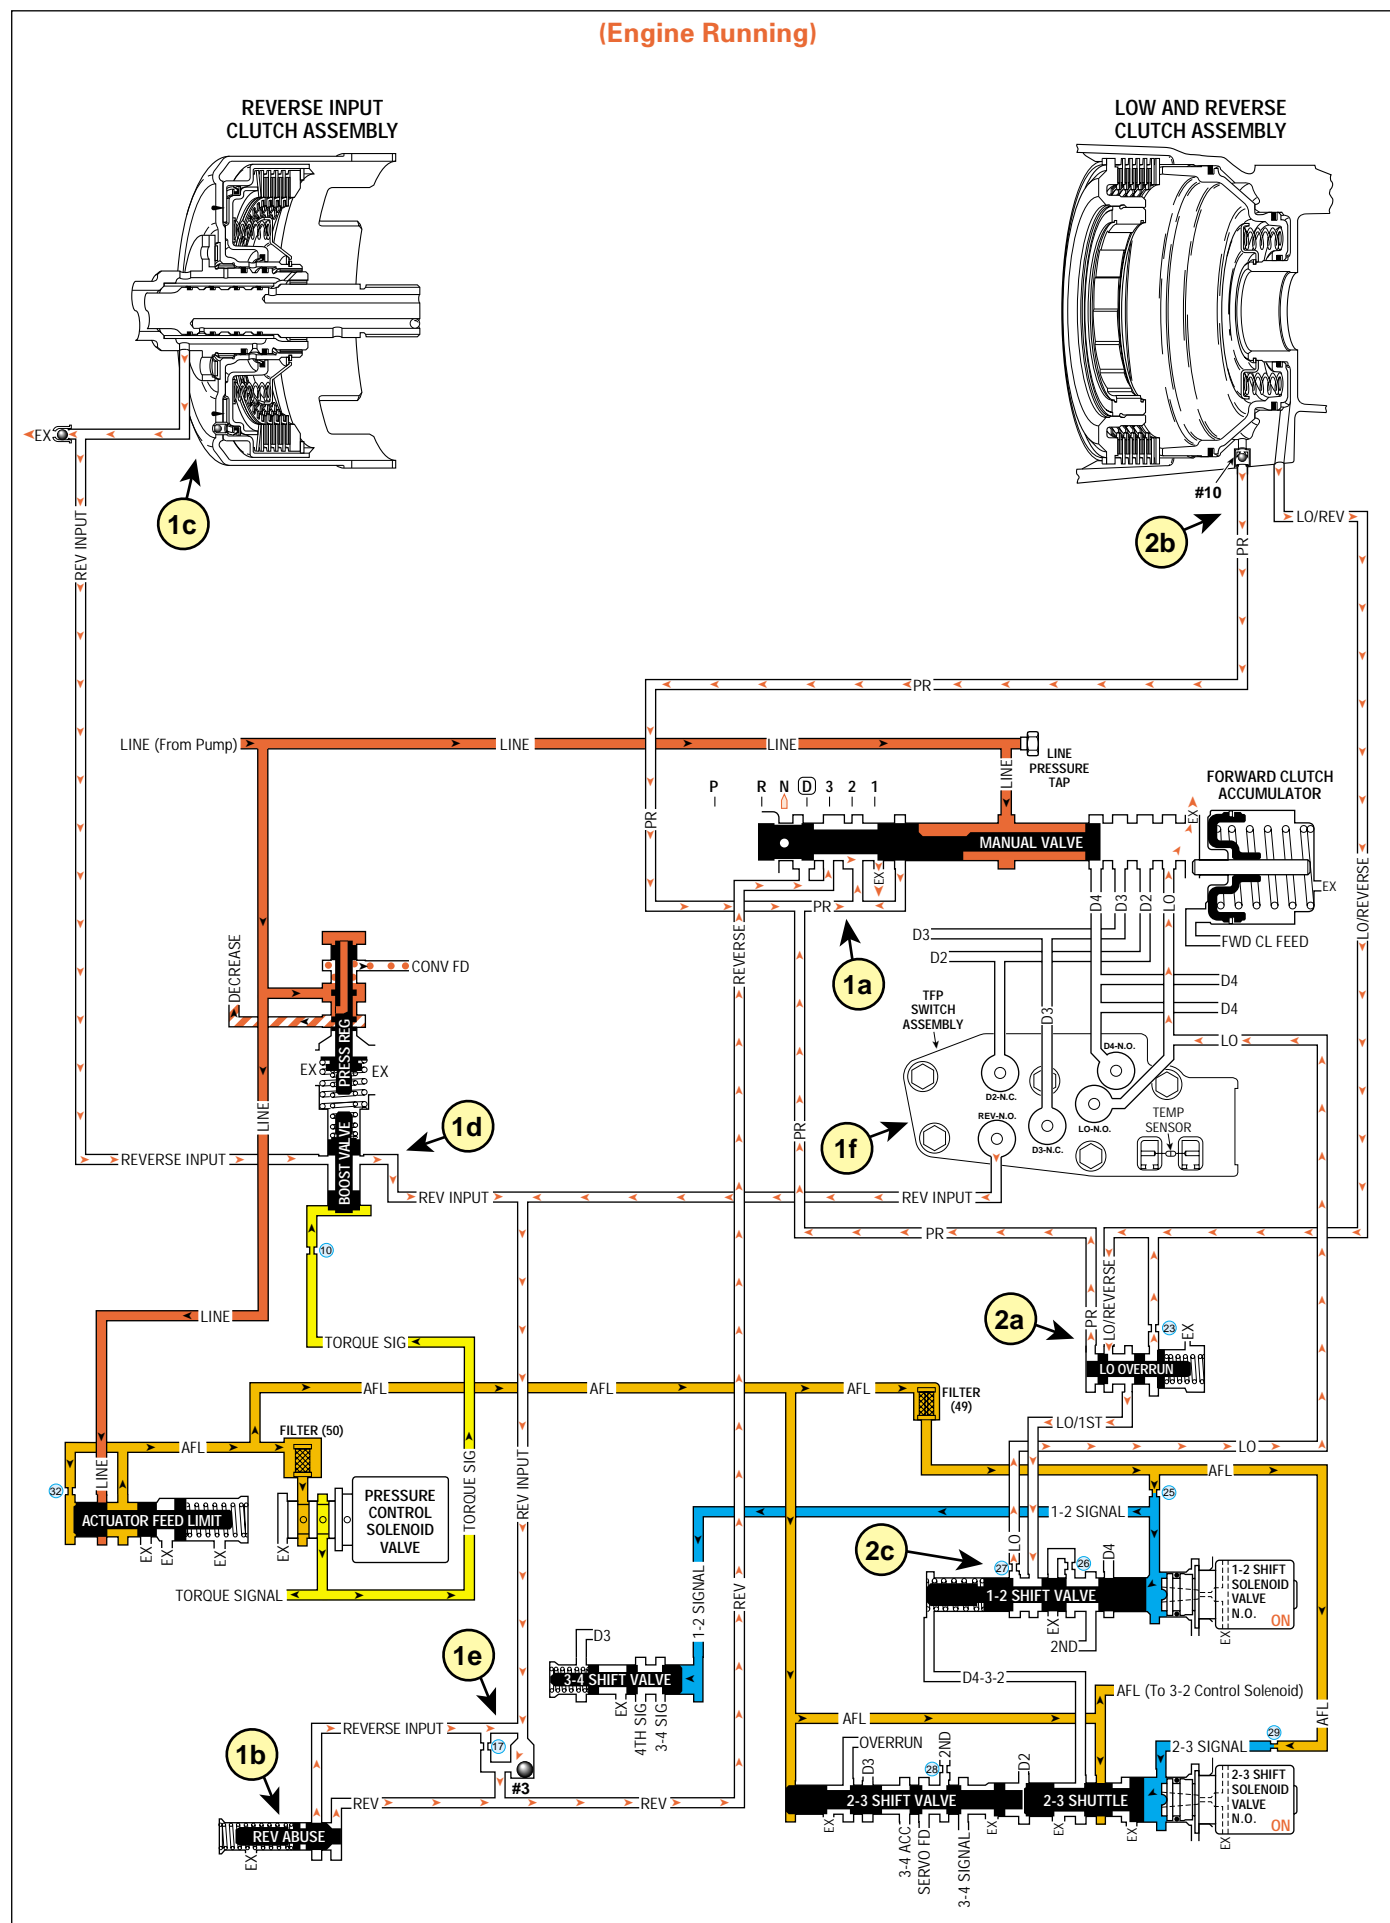 (Engine Running)
REVERSE INPUT
CLUTCH ASSEMBLY
LOW AND REVERSE
CLUTCH ASSEMBLY
EX
1c
REV INPUT
#10
2b
PR
LO/REV
PR
LINE (From Pump)
LINE
LINE
LINE
LINE
PRESSURE
TAP
FORWARD CLUTCH
ACCUMULATOR
P
R
N
D
3
2
1
PR
MANUAL VALVE
EX
EX
EX
PR
D4
D3
D2
LO
FWD CL FEED
LO/REVERSE
D3
D2
1a
REVERSE
DECREASE
CONV FD
PRESS REG
EX
EX
TFP
SWITCH
ASSEMBLY
D3
D4
D4
LO
D4-N.O.
D2-N.C.
REV-N.O.
D3-N.C.
LO-N.O.
TEMP
SENSOR
1f
LINE
1d
BOOST VALVE
REVERSE INPUT
REV INPUT
REV INPUT
PR
PR
10
LINE
TORQUE SIG
2a
PR
LO/REVERSE
23
EX
LO OVERRUN
AFL
AFL
AFL
FILTER
(49)
LO/1ST
LO
FILTER (50)
AFL
LINE
32
ACTUATOR FEED LIMIT
EX
EX
EX
EX
PRESSURE
CONTROL
SOLENOID
VALVE
TORQUE SIG
TORQUE SIGNAL
REV INPUT
AFL
25
1-2 SIGNAL
LO
2c
27
26
D4
1-2 SHIFT VALVE
EX
2ND
1-2 SHIFT
SOLENOID
VALVE
N.O.
ON
EX
1-2 SIGNAL
REV
D3
3-4 SHIFT VALVE
EX
4TH SIG
3-4 SIG
D4-3-2
1e
REVERSE INPUT
17
#3
1b
REV
REV
REV ABUSE
EX
AFL
AFL
AFL (To 3-2 Control Solenoid)
AFL
29
2-3 SIGNAL
OVERRUN
D3
28
2ND
D2
2-3 SHIFT VALVE
2-3 SHUTTLE
EX
3-4 ACC
SERVO FD
3-4 SIGNAL
EX
EX
EX
2-3 SHIFT
SOLENOID
VALVE
N.O.
ON
EX